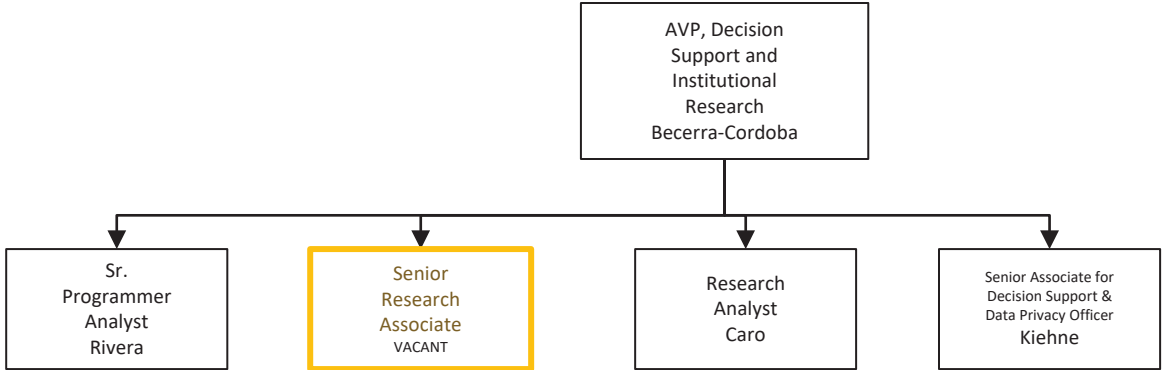 AVP, Decision
Support and
Institutional
Research
Becerra-Cordoba
Sr.
Programmer
Analyst
Rivera
Senior
Research
Associate
VACANT
Research
Analyst
Caro
Senior Associate for
Decision Support &
Data Privacy Officer
Kiehne